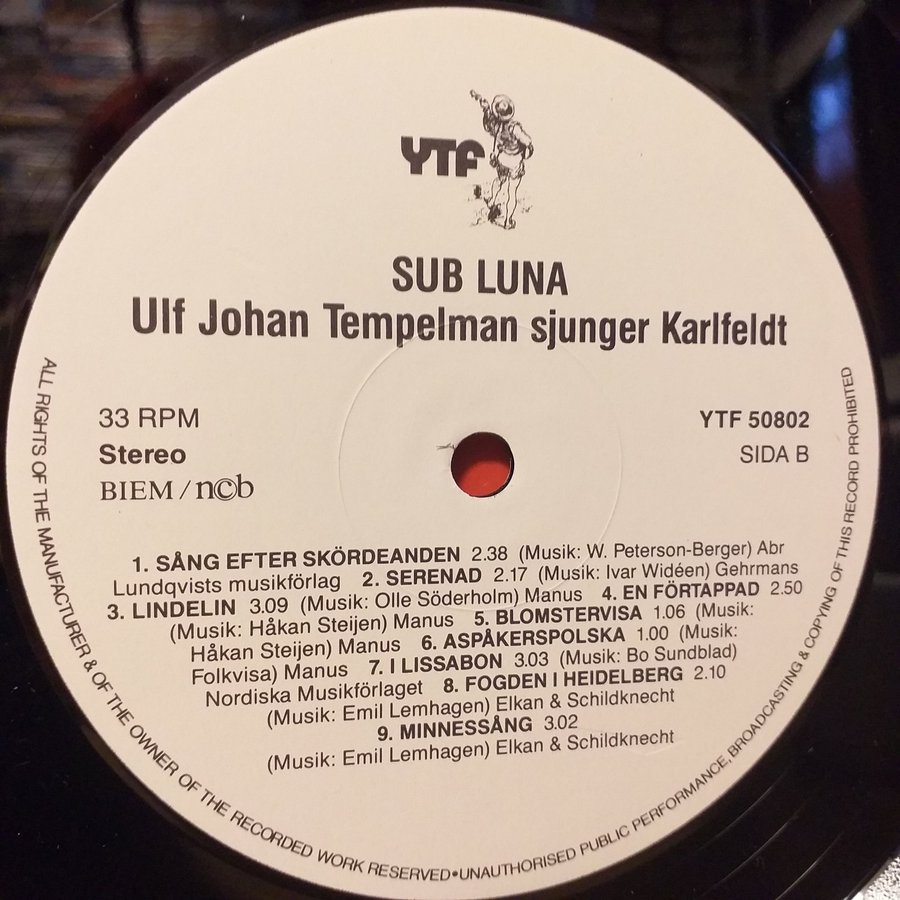 YTF
SUB LUNA
Ulf Johan Tempelman sjunger Karlfeldt
33 RPM
Stereo
BIEM / n©b
YTF 50802
SIDA B
1. SÅNG EFTER SKÖRDEANDEN 2.38 (Musik: W. Peterson-Berger) Abr
Lundqvists musikförlag 2. SERENAD 2.17 (Musik: Ivar Widéen) Gehrmans
3. LINDELIN 3.09 (Musik: Olle Söderholm) Manus 4. EN FÖRTAPPAD 2.50
(Musik: Håkan Steijen) Manus 5. BLOMSTERVISA 1.06 (Musik:
Håkan Steijen) Manus 6. ASPÅKERSPOLSKA 1.00 (Musik:
Folkvisa) Manus 7. I LISSABON 3.03 (Musik: Bo Sundblad)
Nordiska Musikförlaget 8. FOGDEN I HEIDELBERG 2.10
(Musik: Emil Lemhagen) Elkan & Schildknecht
9. MINNESSÅNG 3.02
(Musik: Emil Lemhagen) Elkan & Schildknecht
ALL RIGHTS OF THE MANUFACTURER & OF THE OWNER OF THE RECORDED WORK RESERVED•UNAUTHORISED PUBLIC PERFORMANCE, BROADCASTING & COPYING OF THIS RECORD PROHIBITED